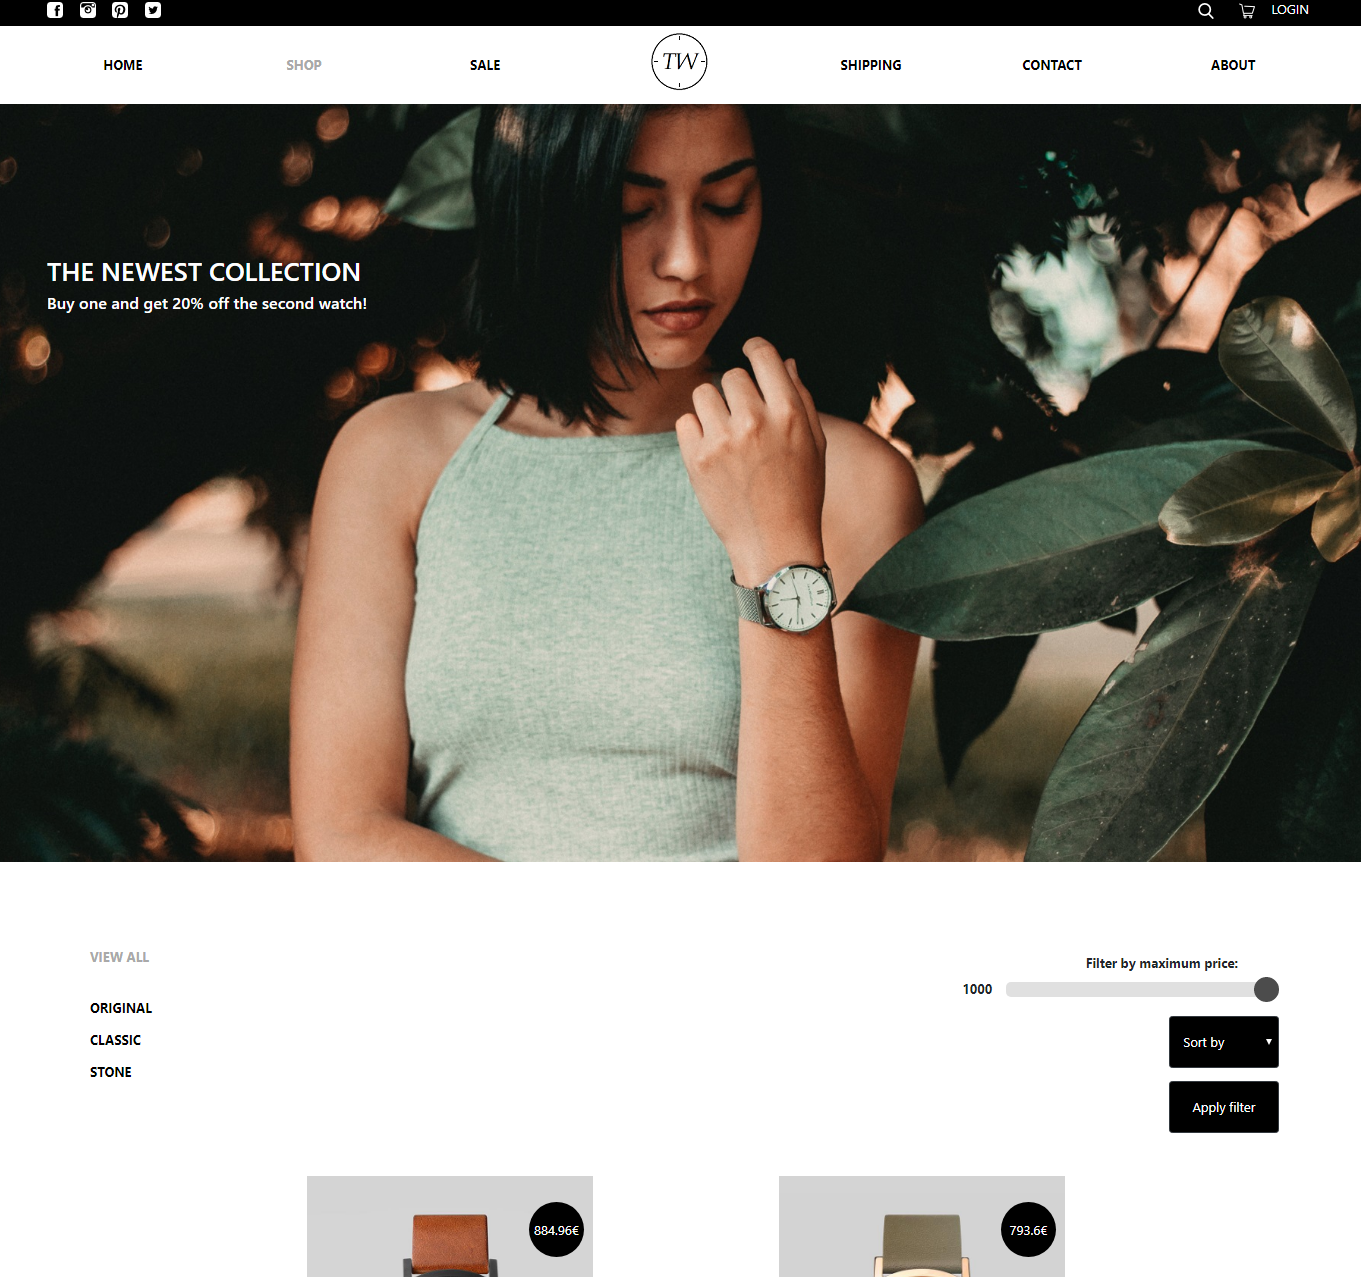 LOGIN
HOME
SHOP
SALE
TW
SHIPPING
CONTACT
ABOUT
THE NEWEST COLLECTION
Buy one and get 20% off the second watch!
VIEW ALL
ORIGINAL
CLASSIC
STONE
Filter by maximum price:
1000
Sort by
Apply filter
884.96€
793.6€